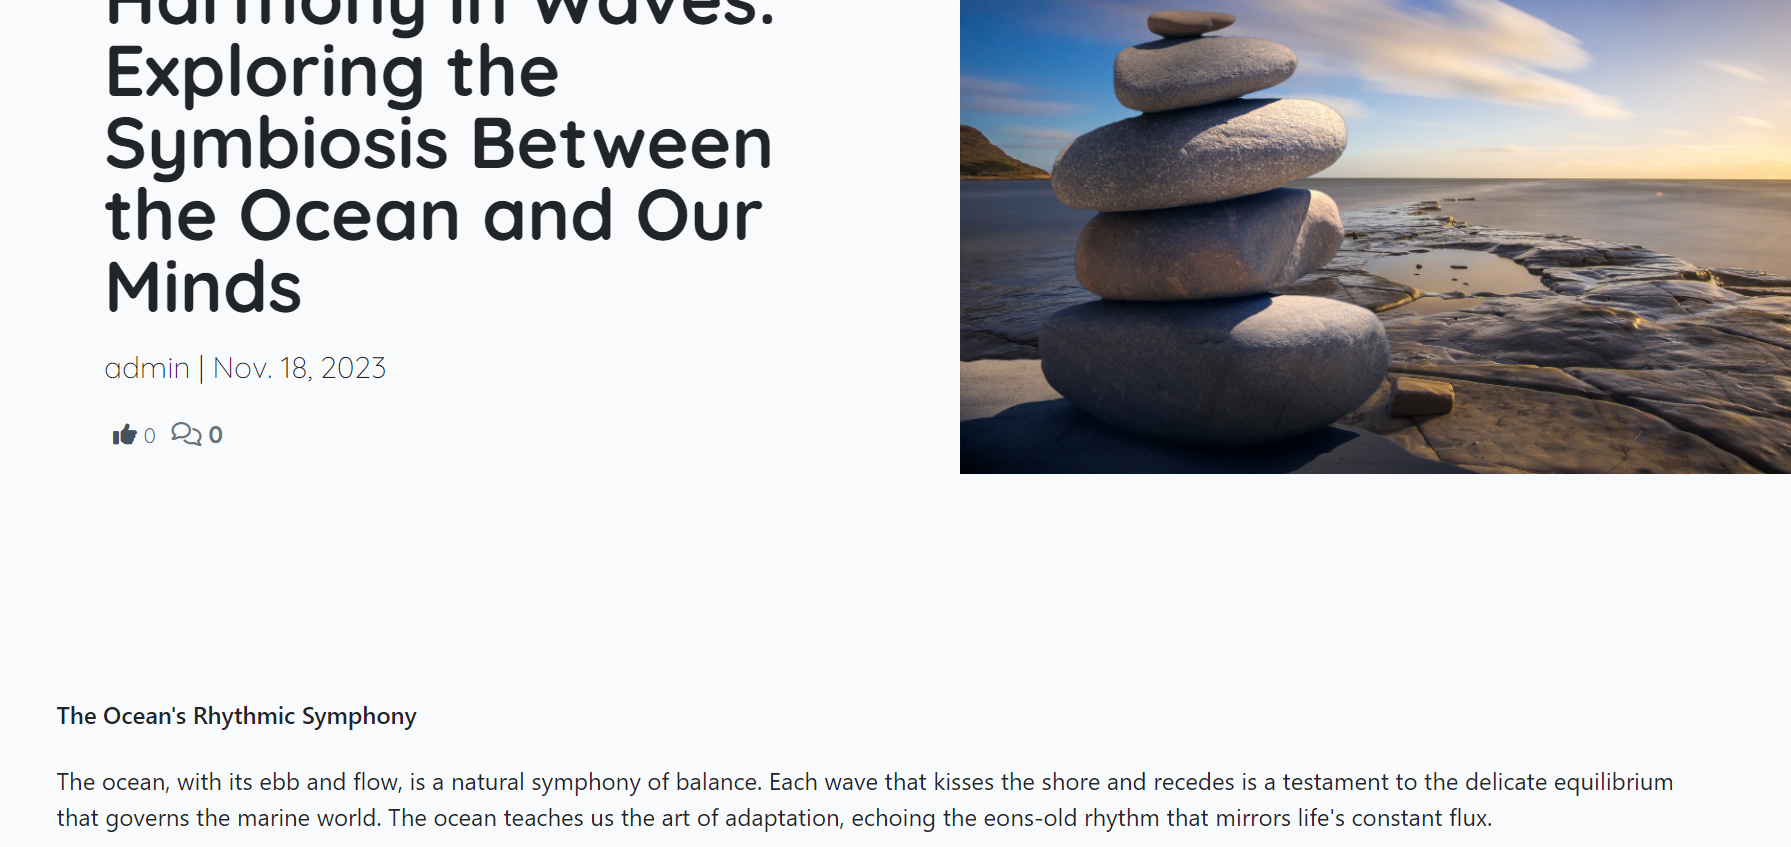 Harmony in Waves:
Exploring the
Symbiosis Between
the Ocean and Our
Minds
admin | Nov. 18, 2023
0 0
The Ocean's Rhythmic Symphony
The ocean, with its ebb and flow, is a natural symphony of balance. Each wave that kisses the shore and recedes is a testament to the delicate equilibrium
that governs the marine world. The ocean teaches us the art of adaptation, echoing the eons-old rhythm that mirrors life's constant flux.